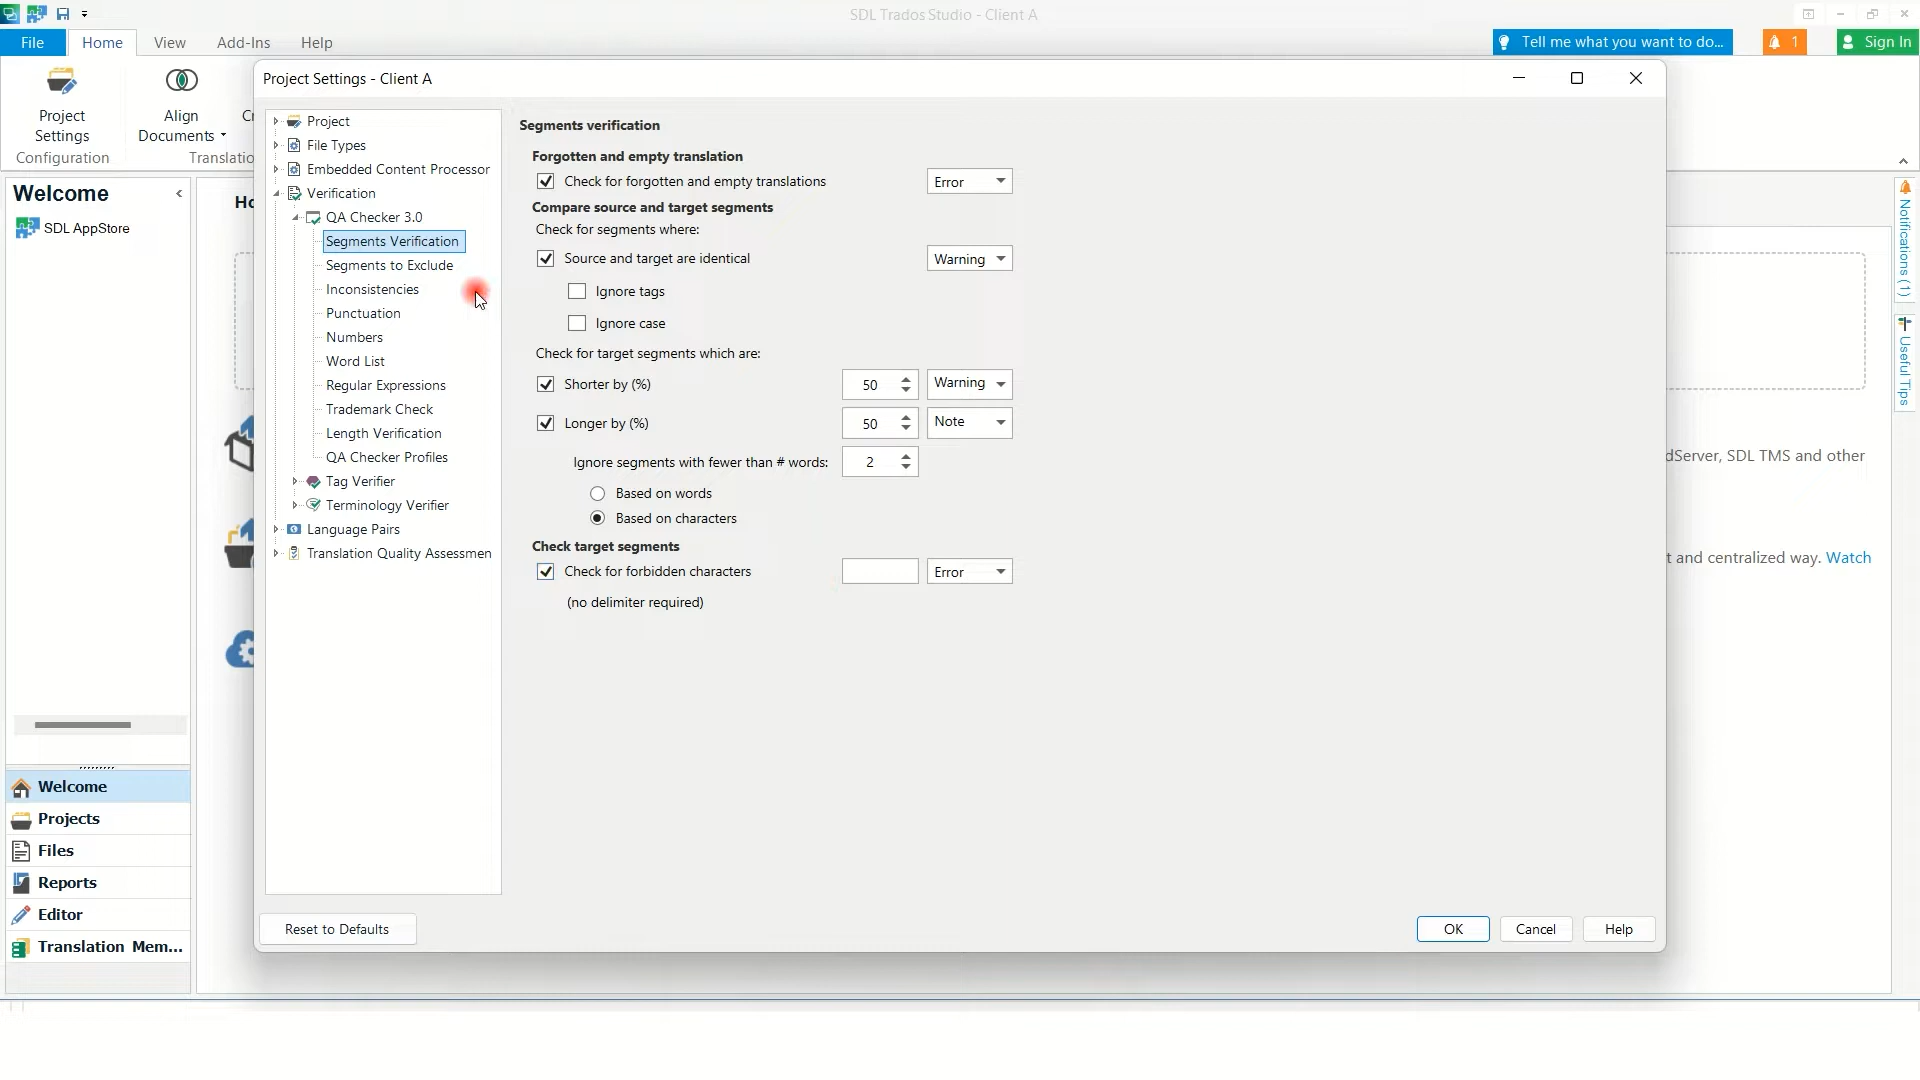 SDL Trados Studio - Client A
File Home View Add-Ins Help
Tell me what you want to do...
1
Sign In
Project Settings
Align Documents
Configuration
Translatio
Welcome
SDL AppStore
Welcome
Projects
Files
Reports
Editor
Translation Mem...
Project Settings - Client A
Project
File Types
Embedded Content Processor
Verification
QA Checker 3.0
Segments Verification
Segments to Exclude
Inconsistencies
Punctuation
Numbers
Word List
Regular Expressions
Trademark Check
Length Verification
QA Checker Profiles
Tag Verifier
Terminology Verifier
Language Pairs
Translation Quality Assessmen
Segments verification
Forgotten and empty translation
Check for forgotten and empty translations Error
Compare source and target segments
Check for segments where:
Source and target are identical Warning
Ignore tags
Ignore case
Check for target segments which are:
Shorter by (%) 50 Warning
Longer by (%) 50 Note
Ignore segments with fewer than # words: 2
Based on words
Based on characters
Check target segments
Check for forbidden characters Error
(no delimiter required)
Reset to Defaults
OK Cancel Help
dServer, SDL TMS and other
t and centralized way. Watch
Notifications (1)
Useful Tips